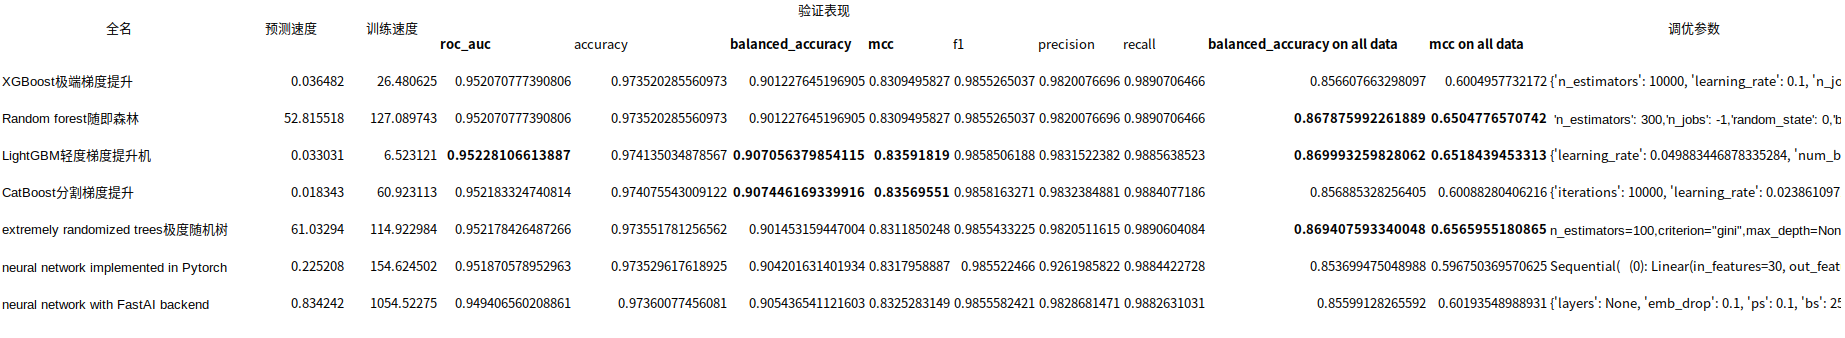 验证表现
全名 预测速度 训练速度 调优参数
roc_auc accuracy balanced_accuracy mcc f1 precision recall balanced_accuracy on all data mcc on all data
XGBoost极端梯度提升 0.036482 26.480625 0.952070777390806 0.973520285560973 0.901227645196905 0.8309495827 0.9855265037 0.9820076696 0.9890706466 0.856607663298097 0.6004957732172 {'n_estimators': 10000, 'learning_rate': 0.1, 'n_jo
Random forest随即森林 52.815518 127.089743 0.952070777390806 0.973520285560973 0.901227645196905 0.8309495827 0.9855265037 0.9820076696 0.9890706466 0.867875992261889 0.6504776570742 'n_estimators': 300,'n_jobs': -1,'random_state': 0,'b
LightGBM轻度梯度提升机 0.033031 6.523121 0.95228106613887 0.974135034878567 0.907056379854115 0.83591819 0.9858506188 0.9831522382 0.9885638523 0.869993259828062 0.6518439453313 {'learning_rate': 0.049883446878335284, 'num_b
CatBoost分割梯度提升 0.018343 60.923113 0.952183324740814 0.974075543009122 0.907446169339916 0.83569551 0.9858163271 0.9832384881 0.9884077186 0.856885328256405 0.60088280406216 {'iterations': 10000, 'learning_rate': 0.023861097
extremely randomized trees极度随机树 61.03294 114.922984 0.952178426487266 0.973551781256562 0.901453159447004 0.8311850248 0.9855433225 0.9820511615 0.9890604084 0.869407593340048 0.6565955180865 n_estimators=100,criterion="gini",max_depth=Non
neural network implemented in Pytorch 0.225208 154.624502 0.951870578952963 0.973529617618925 0.904201631401934 0.8317958887 0.985522466 0.9261985822 0.9884422728 0.853699475048988 0.596750369570625 Sequential( (0): Linear(in_features=30, out_feat
neural network with FastAI backend 0.834242 1054.52275 0.949406560208861 0.97360077456081 0.905436541121603 0.8325283149 0.9855582421 0.9828681471 0.9882631031 0.85599128265592 0.60193548988931 {'layers': None, 'emb_drop': 0.1, 'ps': 0.1, 'bs': 25